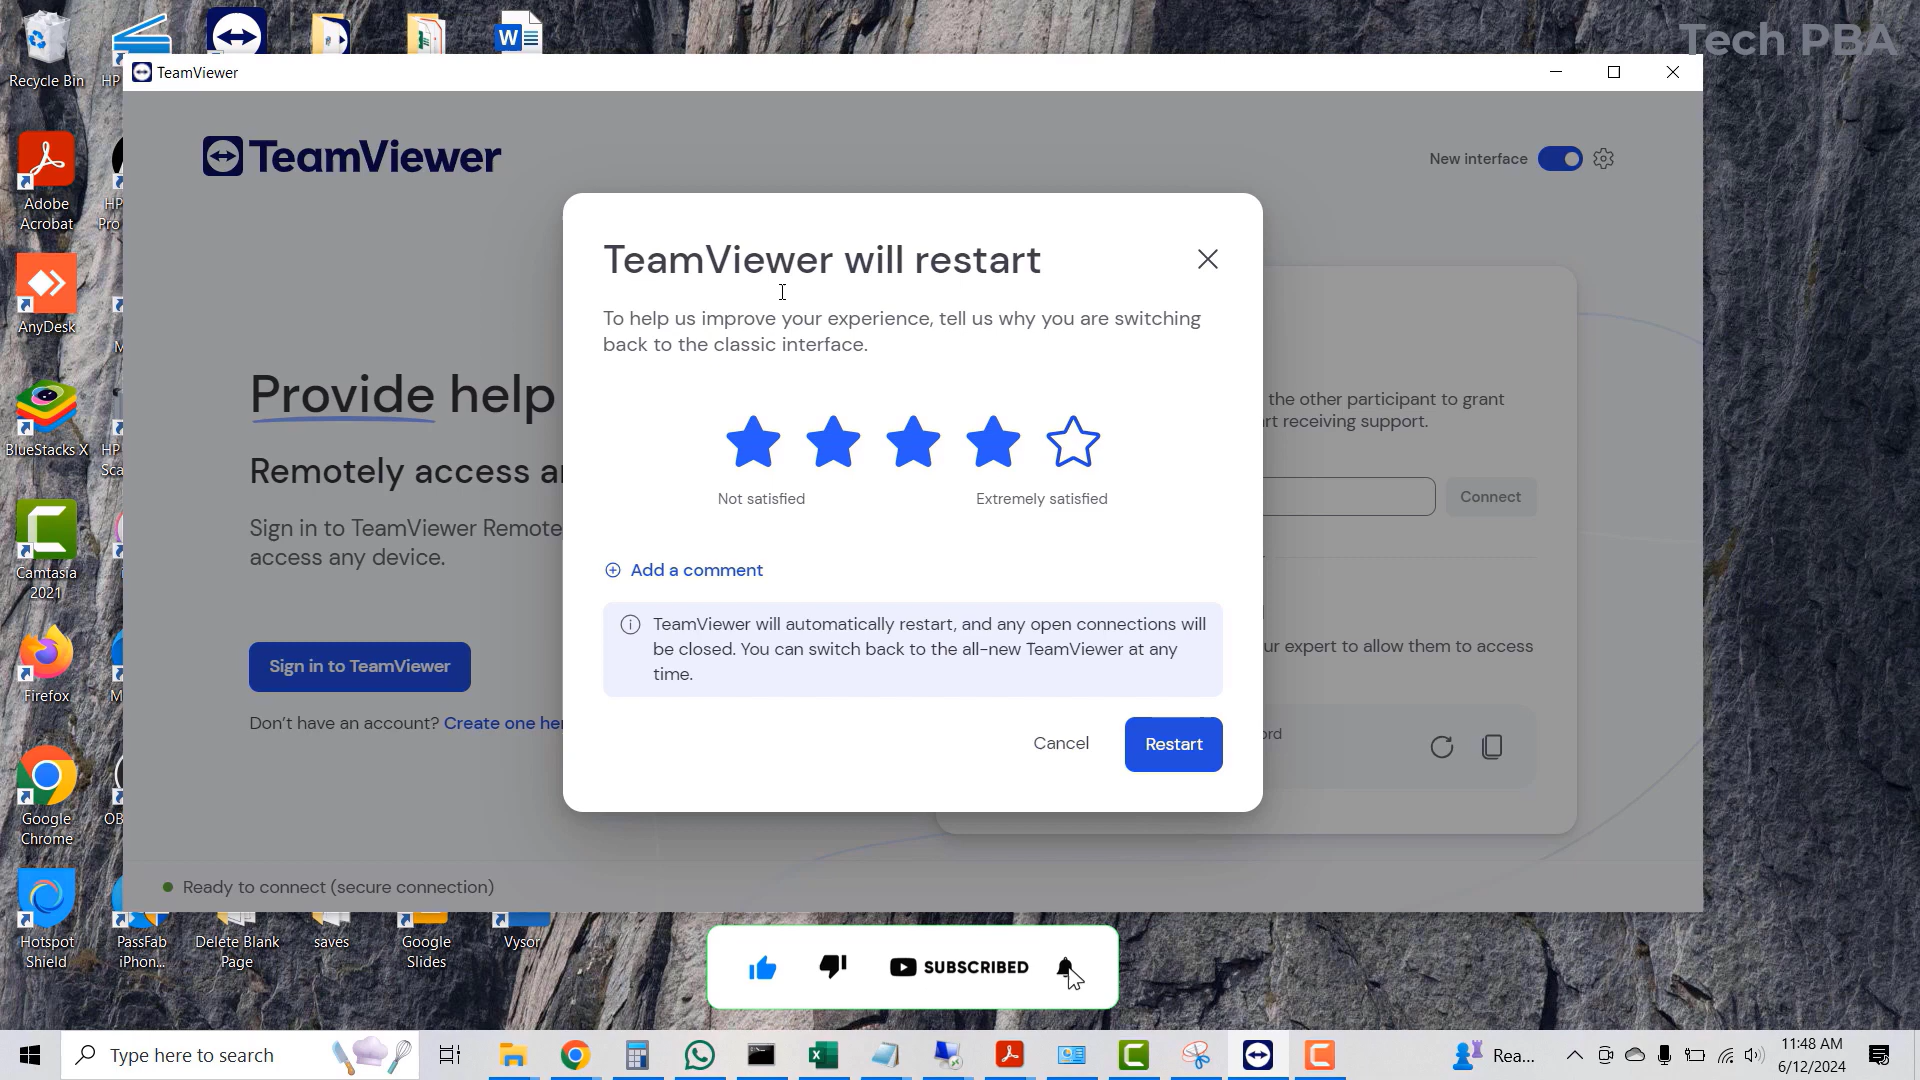 Tech PBA
Recycle Bin
HP
TeamViewer
TeamViewer
New interface
Adobe
Acrobat
HP
Pro
AnyDesk
BlueStacks X
HP
Sca
Camtasia
2021
Firefox
Google
Chrome
OB
Hotspot
Shield
Provide help
Remotely access a
Sign in to TeamViewer Remote
access any device.
Sign in to TeamViewer
Don't have an account? Create one her
Ready to connect (secure connection)
TeamViewer will restart
To help us improve your experience, tell us why you are switching
back to the classic interface.
Not satisfied
Extremely satisfied
Add a comment
TeamViewer will automatically restart, and any open connections will
be closed. You can switch back to the all-new TeamViewer at any
time.
Cancel
Restart
the other participant to grant
rt receiving support.
Connect
ur expert to allow them to access
ord
PassFab
iPhon...
Delete Blank
Page
saves
Google
Slides
Vysor
SUBSCRIBED
Type here to search
Rea...
11:48 AM
6/12/2024